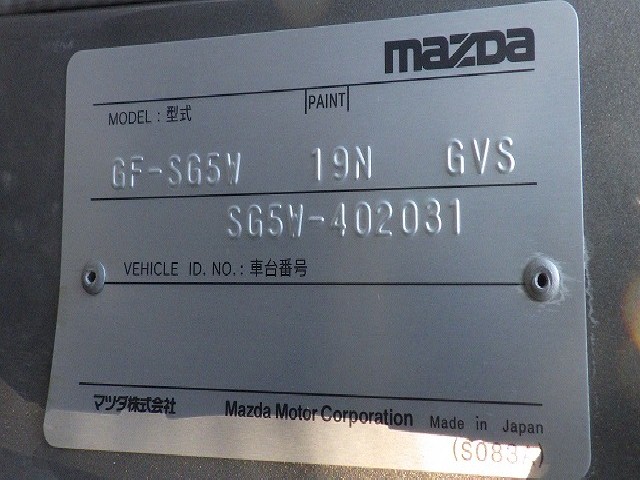 mazda
MODEL : 型式 PAINT
GF-SG5W 19N GVS
SG5W-402031
VEHICLE ID. NO. : 車台番号
マツダ株式会社 Mazda Motor Corporation Made in Japan